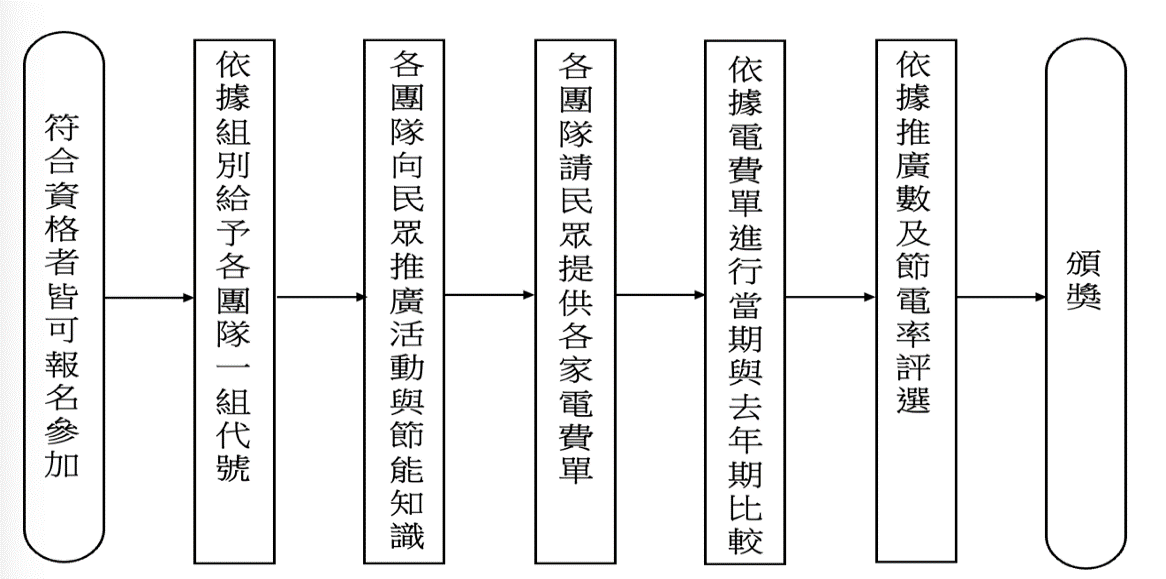 符合資格者皆可報名參加
依據組別給予各團隊一組代號
各團隊向民眾推廣活動與節能知識
各團隊請民眾提供各家電費單
依據電費單進行當期與去年期比較
依據推廣數及節電率評選
頒獎